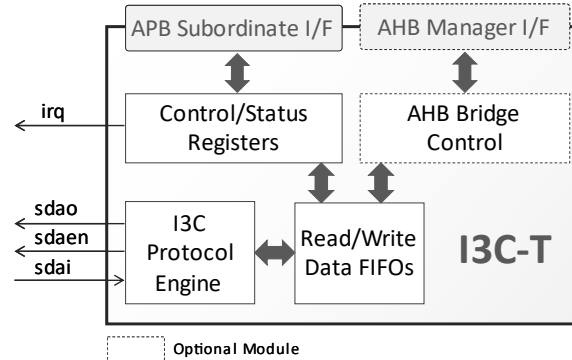 APB Subordinate I/F
AHB Manager I/F
irq
Control/Status
Registers
AHB Bridge
Control
sdao
sdaen
sdai
I3C
Protocol
Engine
Read/Write
Data FIFOs
I3C-T
Optional Module